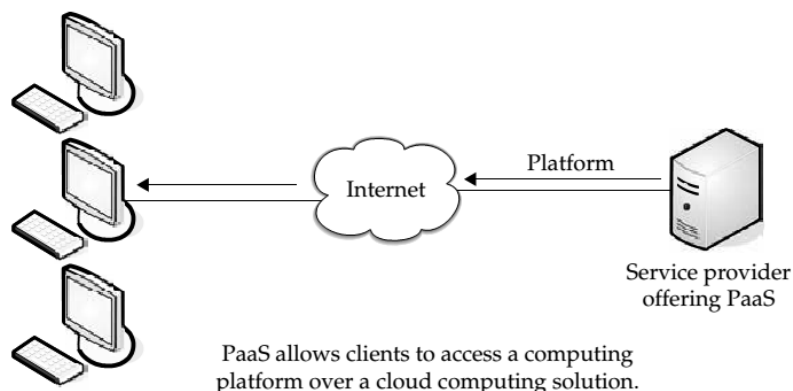 Platform
Internet
Service provider
offering PaaS
PaaS allows clients to access a computing
platform over a cloud computing solution.